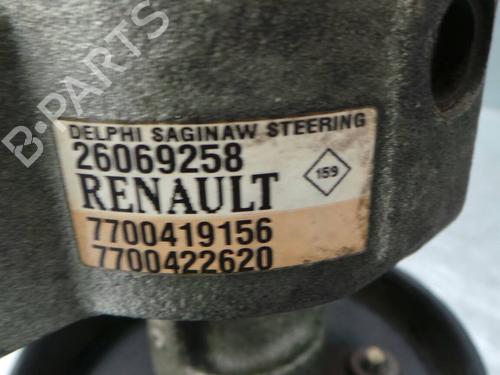 B-PARTS
DELPHI SAGINAW STEERING
26069258
RENAULT
159
7700419156
7700422620